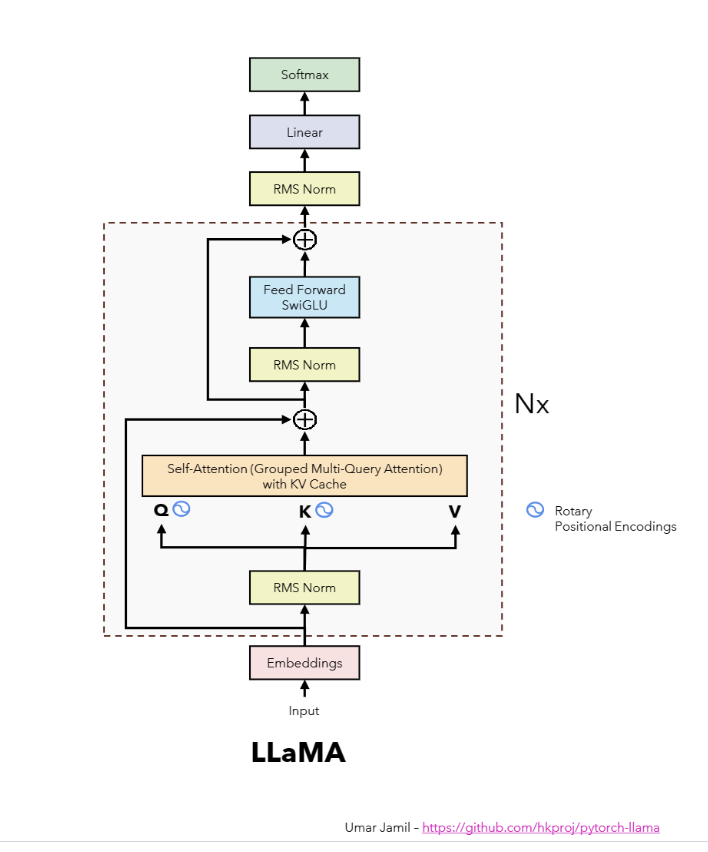 Softmax
Linear
RMS Norm
Feed Forward
SwiGLU
RMS Norm
Nx
Self-Attention (Grouped Multi-Query Attention)
with KV Cache
Q K V
Rotary
Positional Encodings
RMS Norm
Embeddings
Input
LLaMA
Umar Jamil – https://github.com/hkproj/pytorch-llama